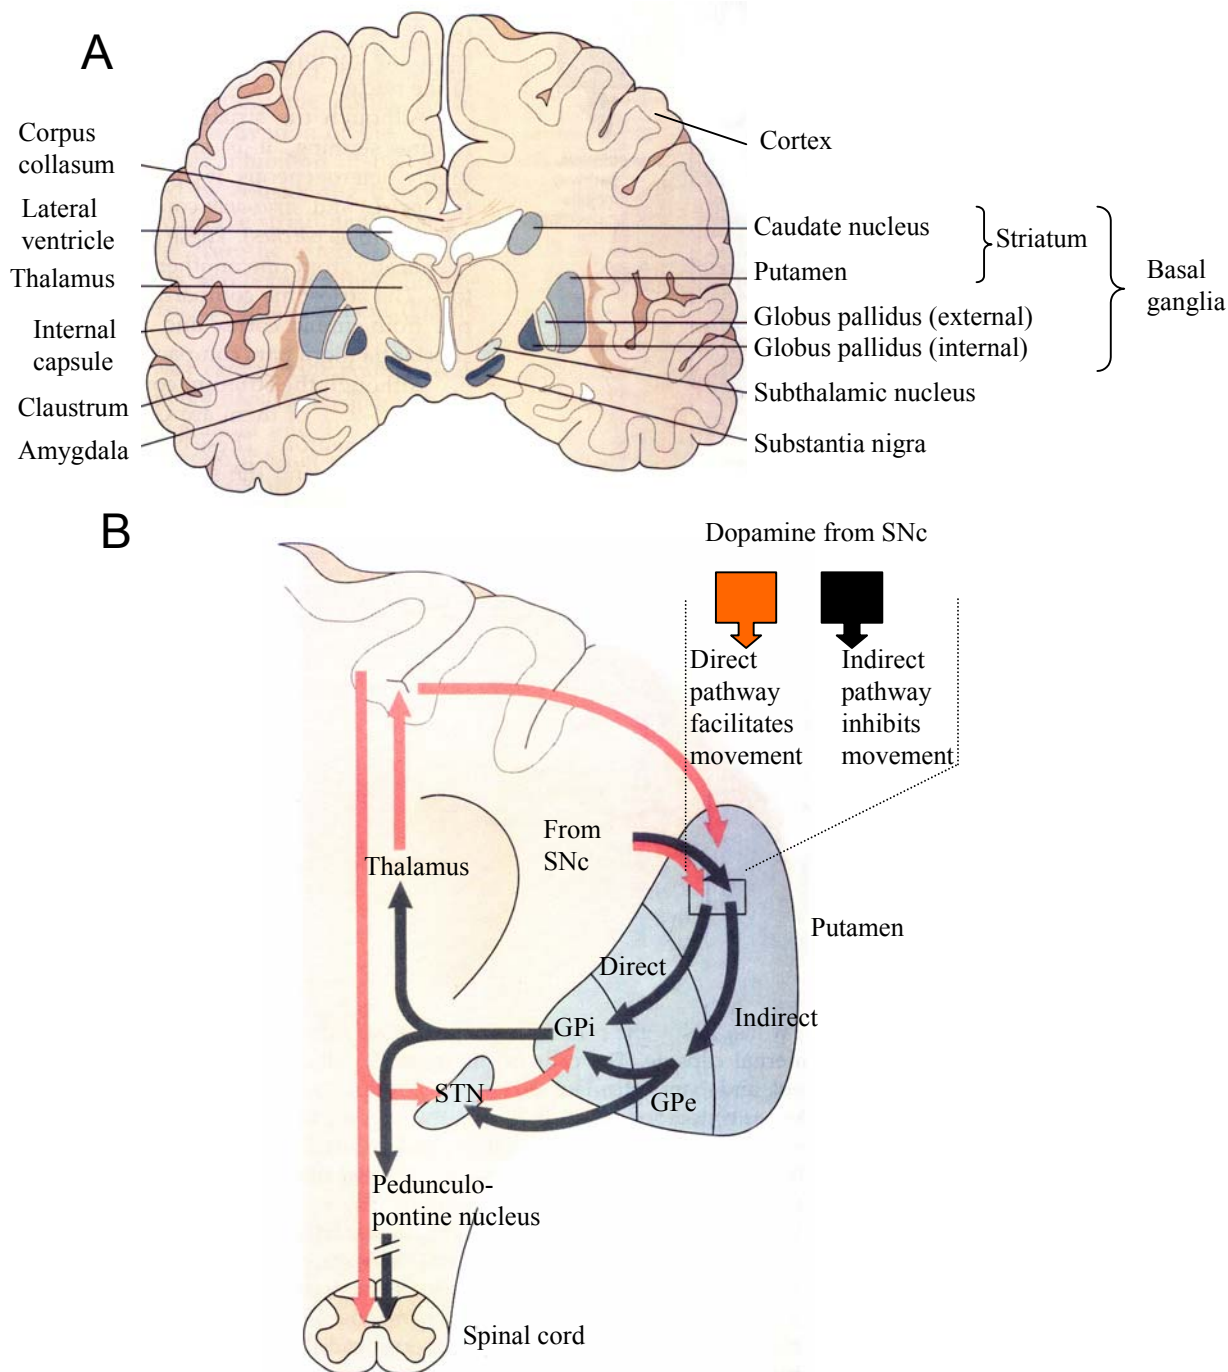 A
Corpus
collasum
Lateral
ventricle
Thalamus
Internal
capsule
Claustrum
Amygdala
Cortex
Caudate nucleus
Putamen
Striatum
Globus pallidus (external)
Globus pallidus (internal)
Basal
ganglia
Subthalamic nucleus
Substantia nigra
B
Dopamine from SNc
Direct
pathway
facilitates
movement
Indirect
pathway
inhibits
movement
From
SNc
Thalamus
Putamen
Direct
Indirect
GPi
STN
GPe
Pedunculo-
pontine nucleus
Spinal cord